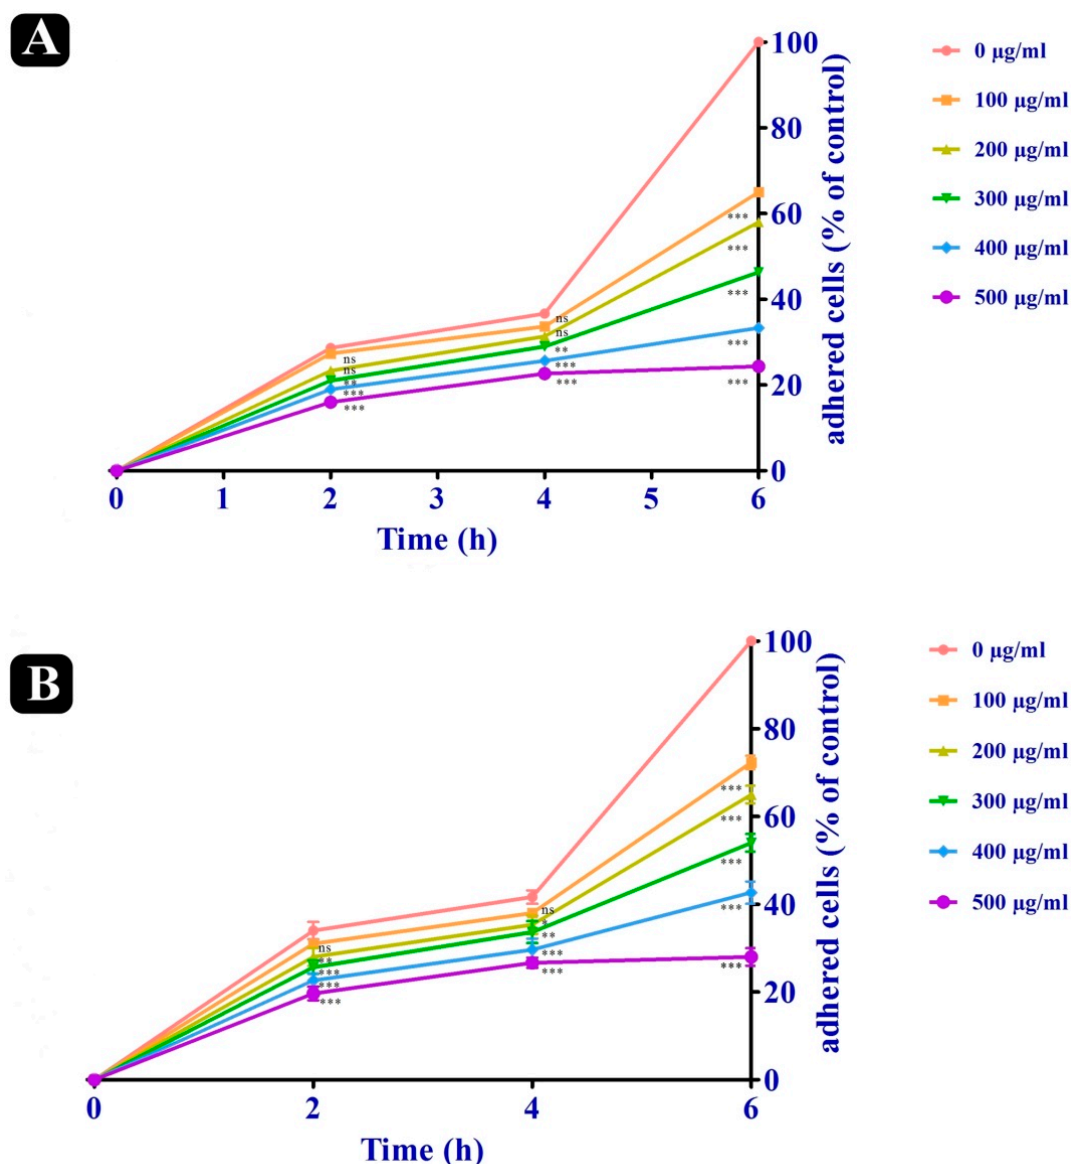 A
100
80
60
40
20
0
adhered cells (% of control)
0 µg/ml
100 µg/ml
200 µg/ml
300 µg/ml
400 µg/ml
500 µg/ml
***
***
***
***
***
ns
ns
**
***
***
ns
ns
**
***
***
0 1 2 3 4 5 6
Time (h)
B
100
80
60
40
20
0
adhered cells (% of control)
0 µg/ml
100 µg/ml
200 µg/ml
300 µg/ml
400 µg/ml
500 µg/ml
***
***
***
***
***
ns
*
**
***
***
ns
**
***
***
***
0 2 4 6
Time (h)